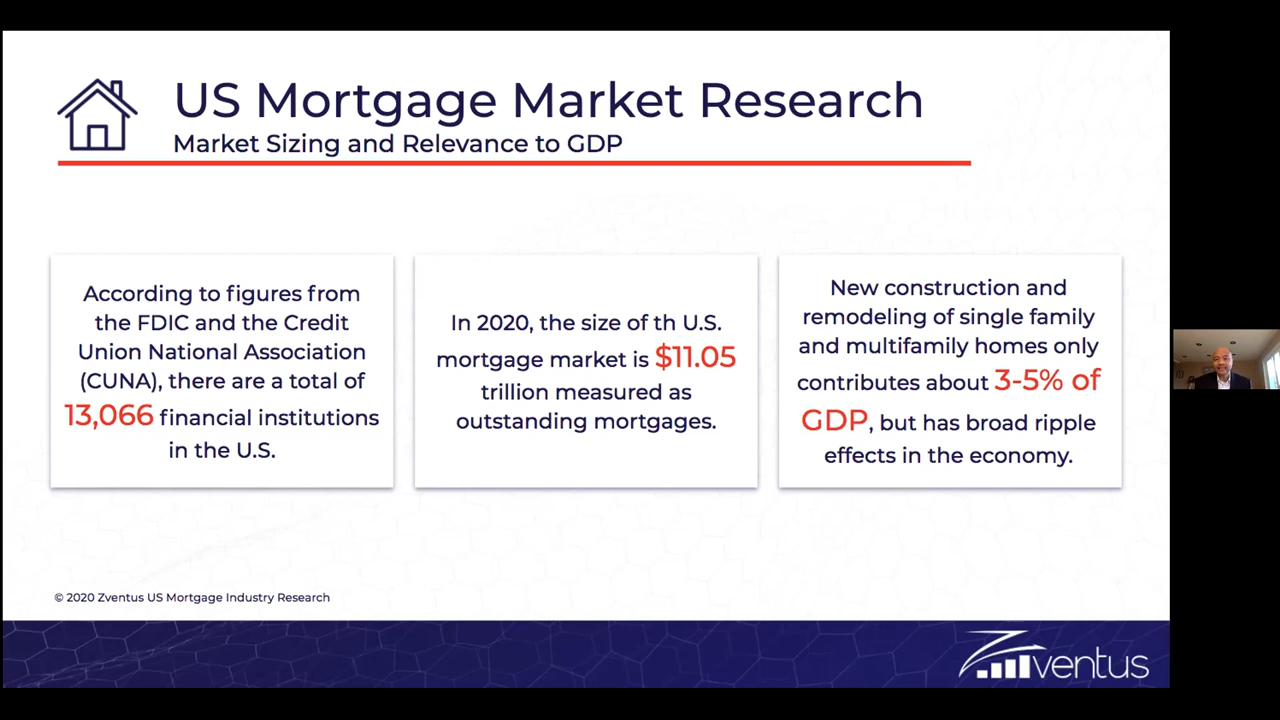 US Mortgage Market Research
Market Sizing and Relevance to GDP
According to figures from
the FDIC and the Credit
Union National Association
(CUNA), there are a total of
13,066 financial institutions
in the U.S.
In 2020, the size of th U.S.
mortgage market is $11.05
trillion measured as
outstanding mortgages.
New construction and
remodeling of single family
and multifamily homes only
contributes about 3-5% of
GDP, but has broad ripple
effects in the economy.
© 2020 Zventus US Mortgage Industry Research
Zventus